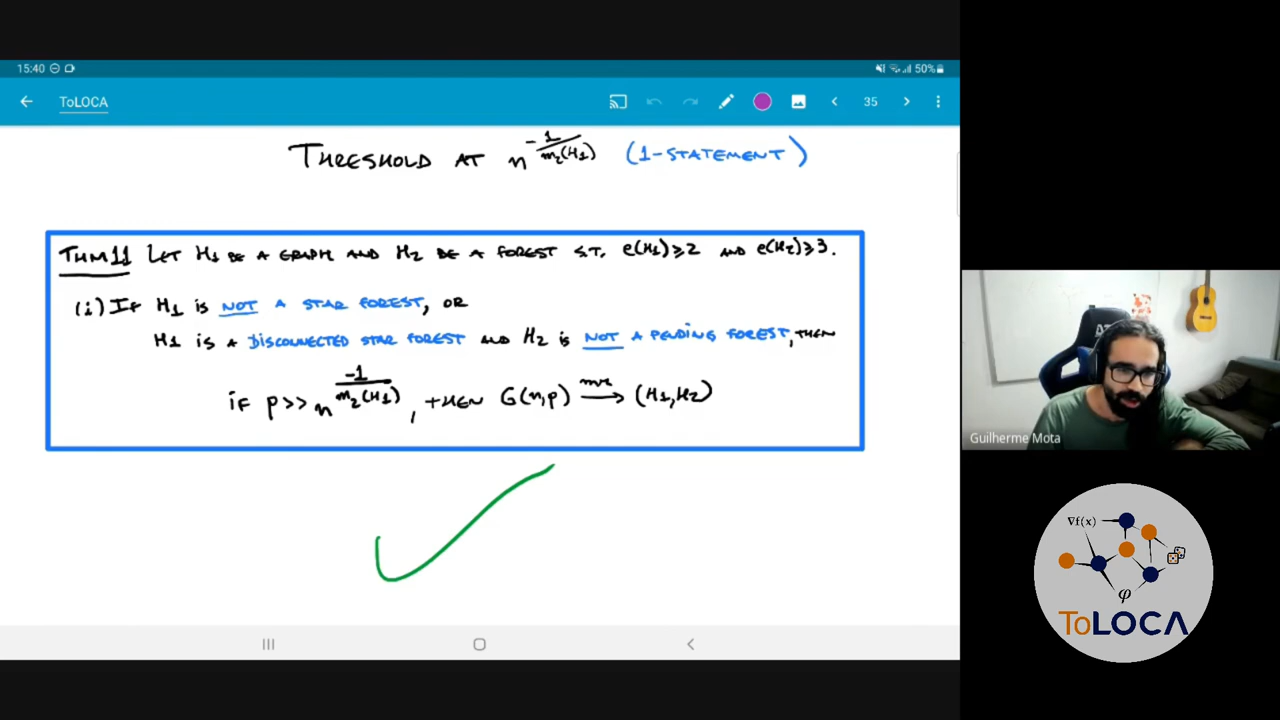 15:40 50%
ToLOCA 35
THRESHOLD AT n^{-1/m₂(H1)} (1-STATEMENT)
THM11 LET H1 BE A GRAPH AND H2 BE A FOREST S.T. e(H1)≥2 AND e(H2)≥3.
(i) IF H1 IS NOT A STAR FOREST, OR
H1 IS A DISCONNECTED STAR FOREST AND H2 IS NOT A PENDING FOREST, THEN
IF p>>n^{-1/m₂(H1)}, THEN G(n,p) → (H1,H2)
Guilherme Mota
∇f(x)
φ
ToLOCA